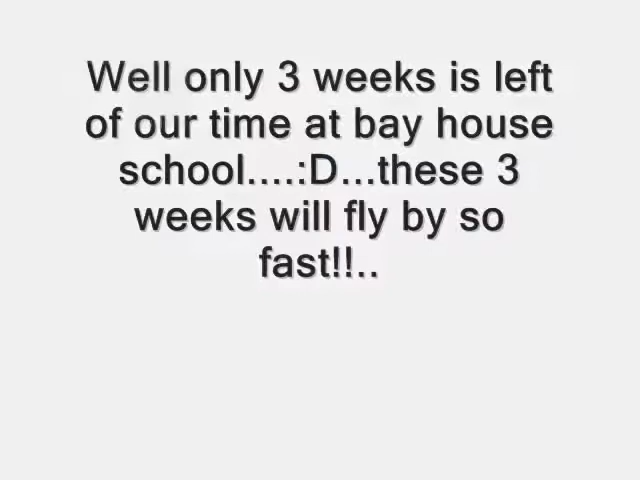 Well only 3 weeks is left
of our time at bay house
school....:D...these 3
weeks will fly by so
fast!!..